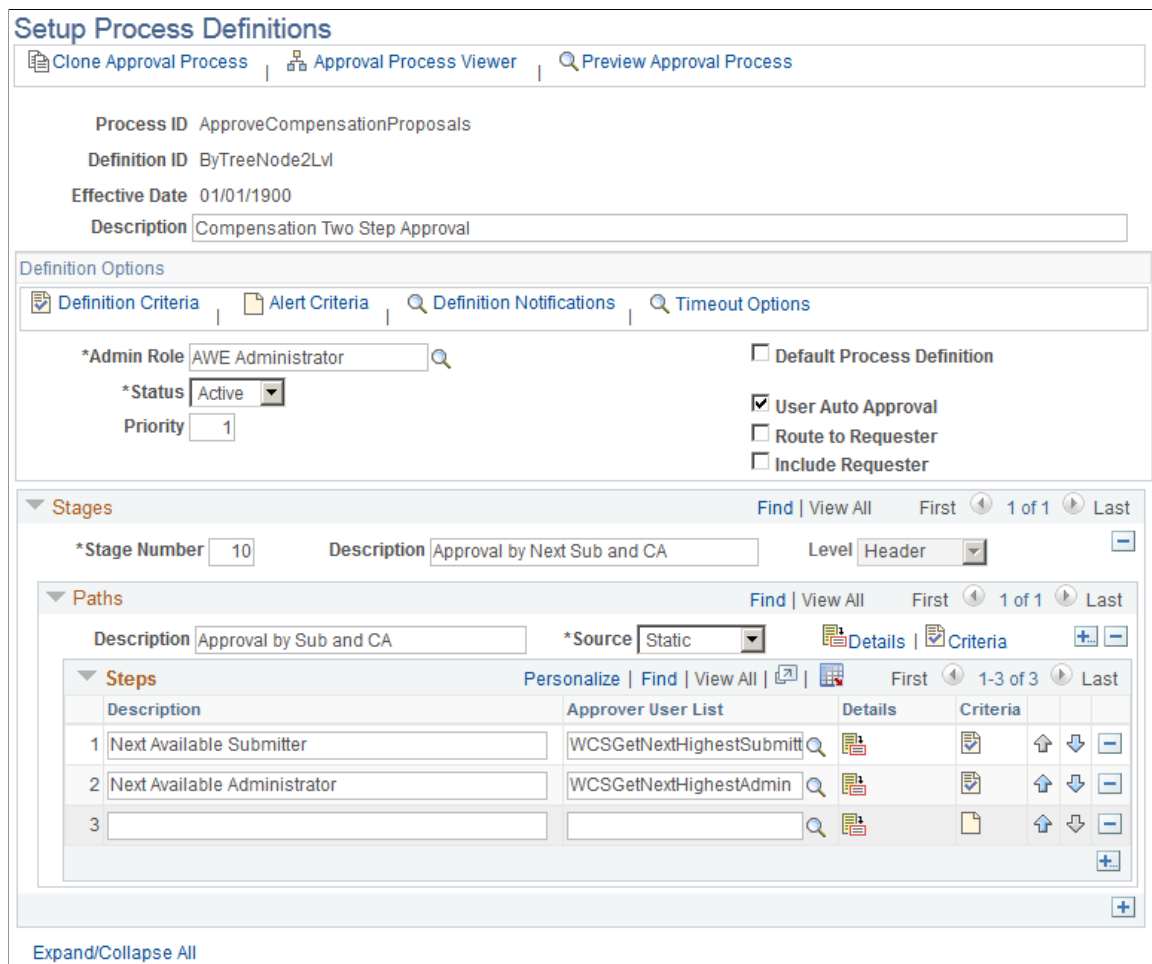 Setup Process Definitions
Clone Approval Process | Approval Process Viewer | Preview Approval Process
Process ID ApproveCompensationProposals
Definition ID ByTreeNode2Lvl
Effective Date 01/01/1900
Description Compensation Two Step Approval
Definition Options
Definition Criteria | Alert Criteria | Definition Notifications | Timeout Options
*Admin Role AWE Administrator Default Process Definition
*Status Active User Auto Approval
Priority 1 Route to Requester
Include Requester
Stages Find | View All First 1 of 1 Last
*Stage Number 10 Description Approval by Next Sub and CA Level Header
Paths Find | View All First 1 of 1 Last
Description Approval by Sub and CA *Source Static Details | Criteria
Steps Personalize | Find | View All | | First 1-3 of 3 Last
Description Approver User List Details Criteria
1 Next Available Submitter WCSGetNextHighestSubmitt
2 Next Available Administrator WCSGetNextHighestAdmin
3
Expand/Collapse All